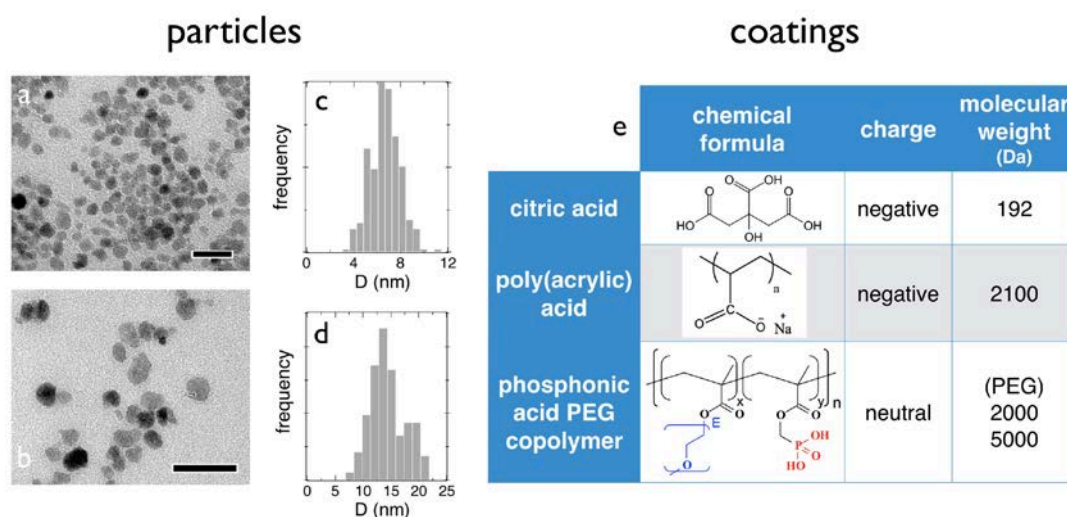 particles
coatings
a
b
c
frequency
4
8
12
0
D (nm)
d
frequency
0
5
10
15
20
25
D (nm)
e
chemical
formula
charge
molecular
weight
(Da)
citric acid
O
OH
O
O
HO
OH
OH
negative
192
poly(acrylic)
acid
n
C
O
O
-
+
Na
negative
2100
phosphonic
acid PEG
copolymer
x
y
n
O
O
O
O
E
O
P
OH
O
HO
neutral
(PEG)
2000
5000